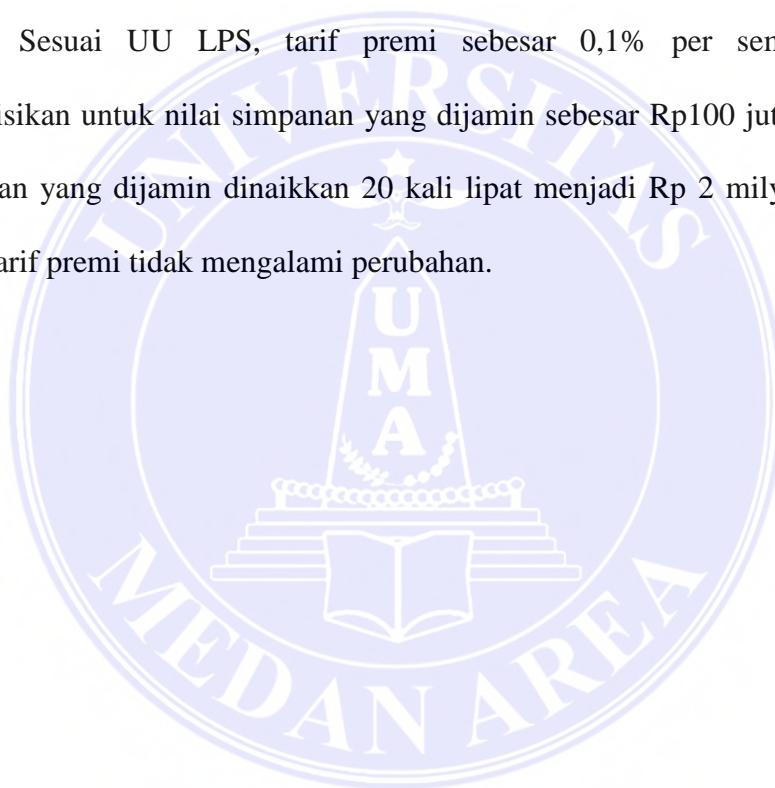 Sesuai UU LPS, tarif premi sebesar 0,1% per sem
isikan untuk nilai simpanan yang dijamin sebesar Rp100 jut
an yang dijamin dinaikkan 20 kali lipat menjadi Rp 2 mily
arif premi tidak mengalami perubahan.
UNIVERSITAS
U
M
A
MEDAN AREA